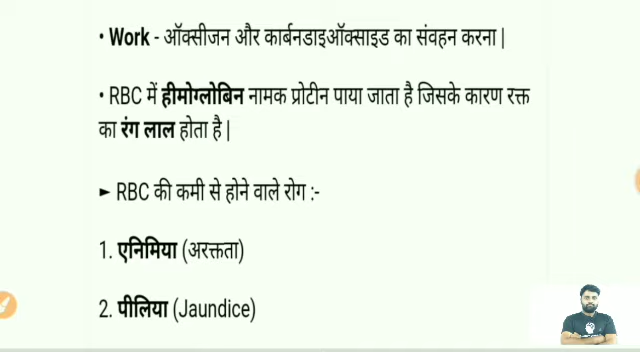 • Work - ऑक्सीजन और कार्बनडाइऑक्साइड का संवहन करना |
• RBC में हीमोग्लोबिन नामक प्रोटीन पाया जाता है जिसके कारण रक्त
का रंग लाल होता है |
► RBC की कमी से होने वाले रोग :-
1. एनिमिया (अरक्तता)
2. पीलिया (Jaundice)